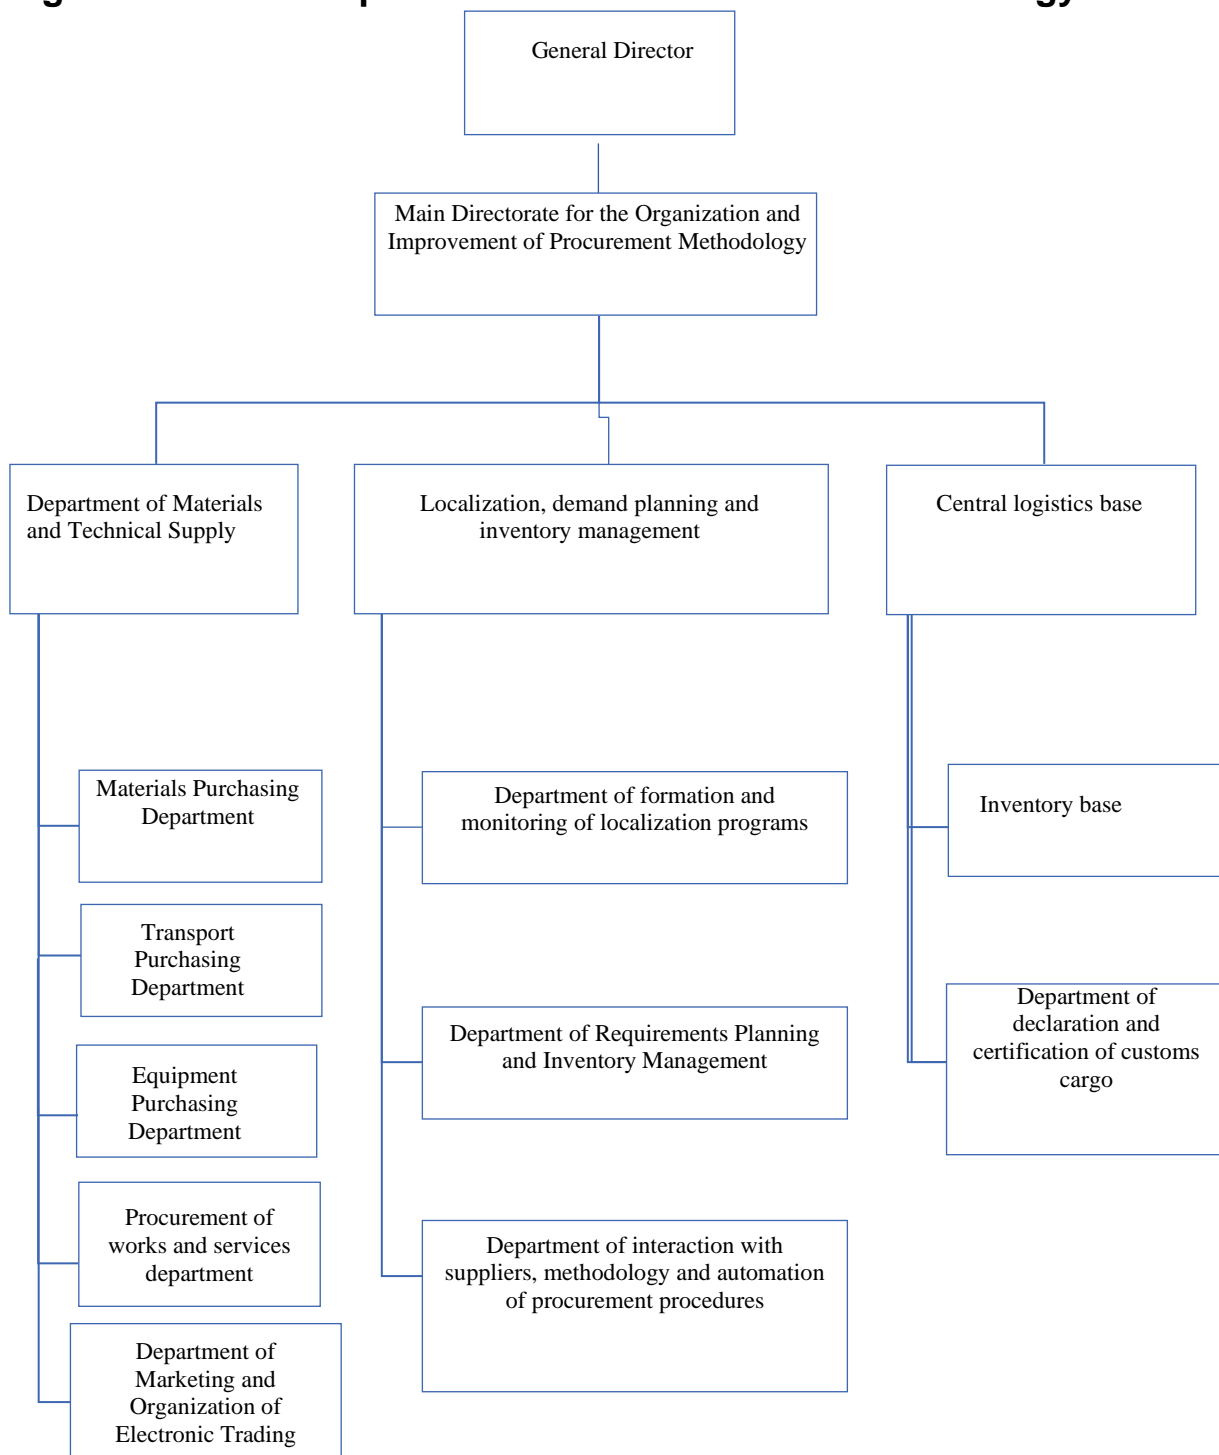 General Director
Main Directorate for the Organization and
Improvement of Procurement Methodology
Department of Materials
and Technical Supply
Localization, demand planning and
inventory management
Central logistics base
Materials Purchasing
Department
Transport
Purchasing
Department
Equipment
Purchasing
Department
Procurement of
works and services
department
Department of
Marketing and
Organization of
Electronic Trading
Department of formation and
monitoring of localization programs
Department of Requirements Planning
and Inventory Management
Department of interaction with
suppliers, methodology and automation
of procurement procedures
Inventory base
Department of
declaration and
certification of customs
cargo